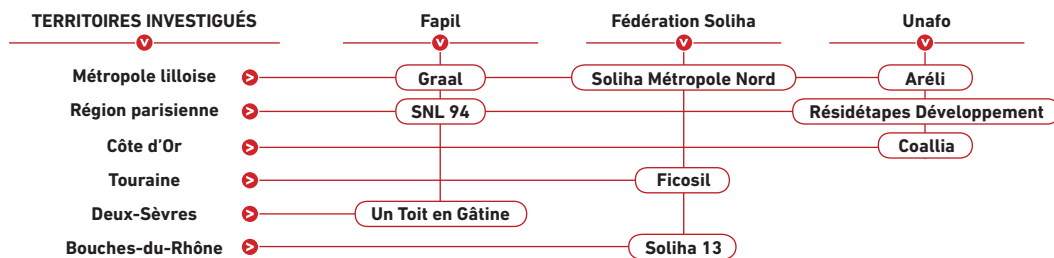 TERRITOIRES INVESTIGUÉS Fapil Fédération Soliha Unafo
Métropole lilloise Graal Soliha Métropole Nord Aréli
Région parisienne SNL 94 Résidétapes Développement
Côte d'Or Coallia
Touraine Ficosil
Deux-Sèvres Un Toit en Gâtine
Bouches-du-Rhône Soliha 13